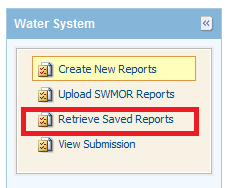 Water System
Create New Reports
Upload SWMOR Reports
Retrieve Saved Reports
View Submission